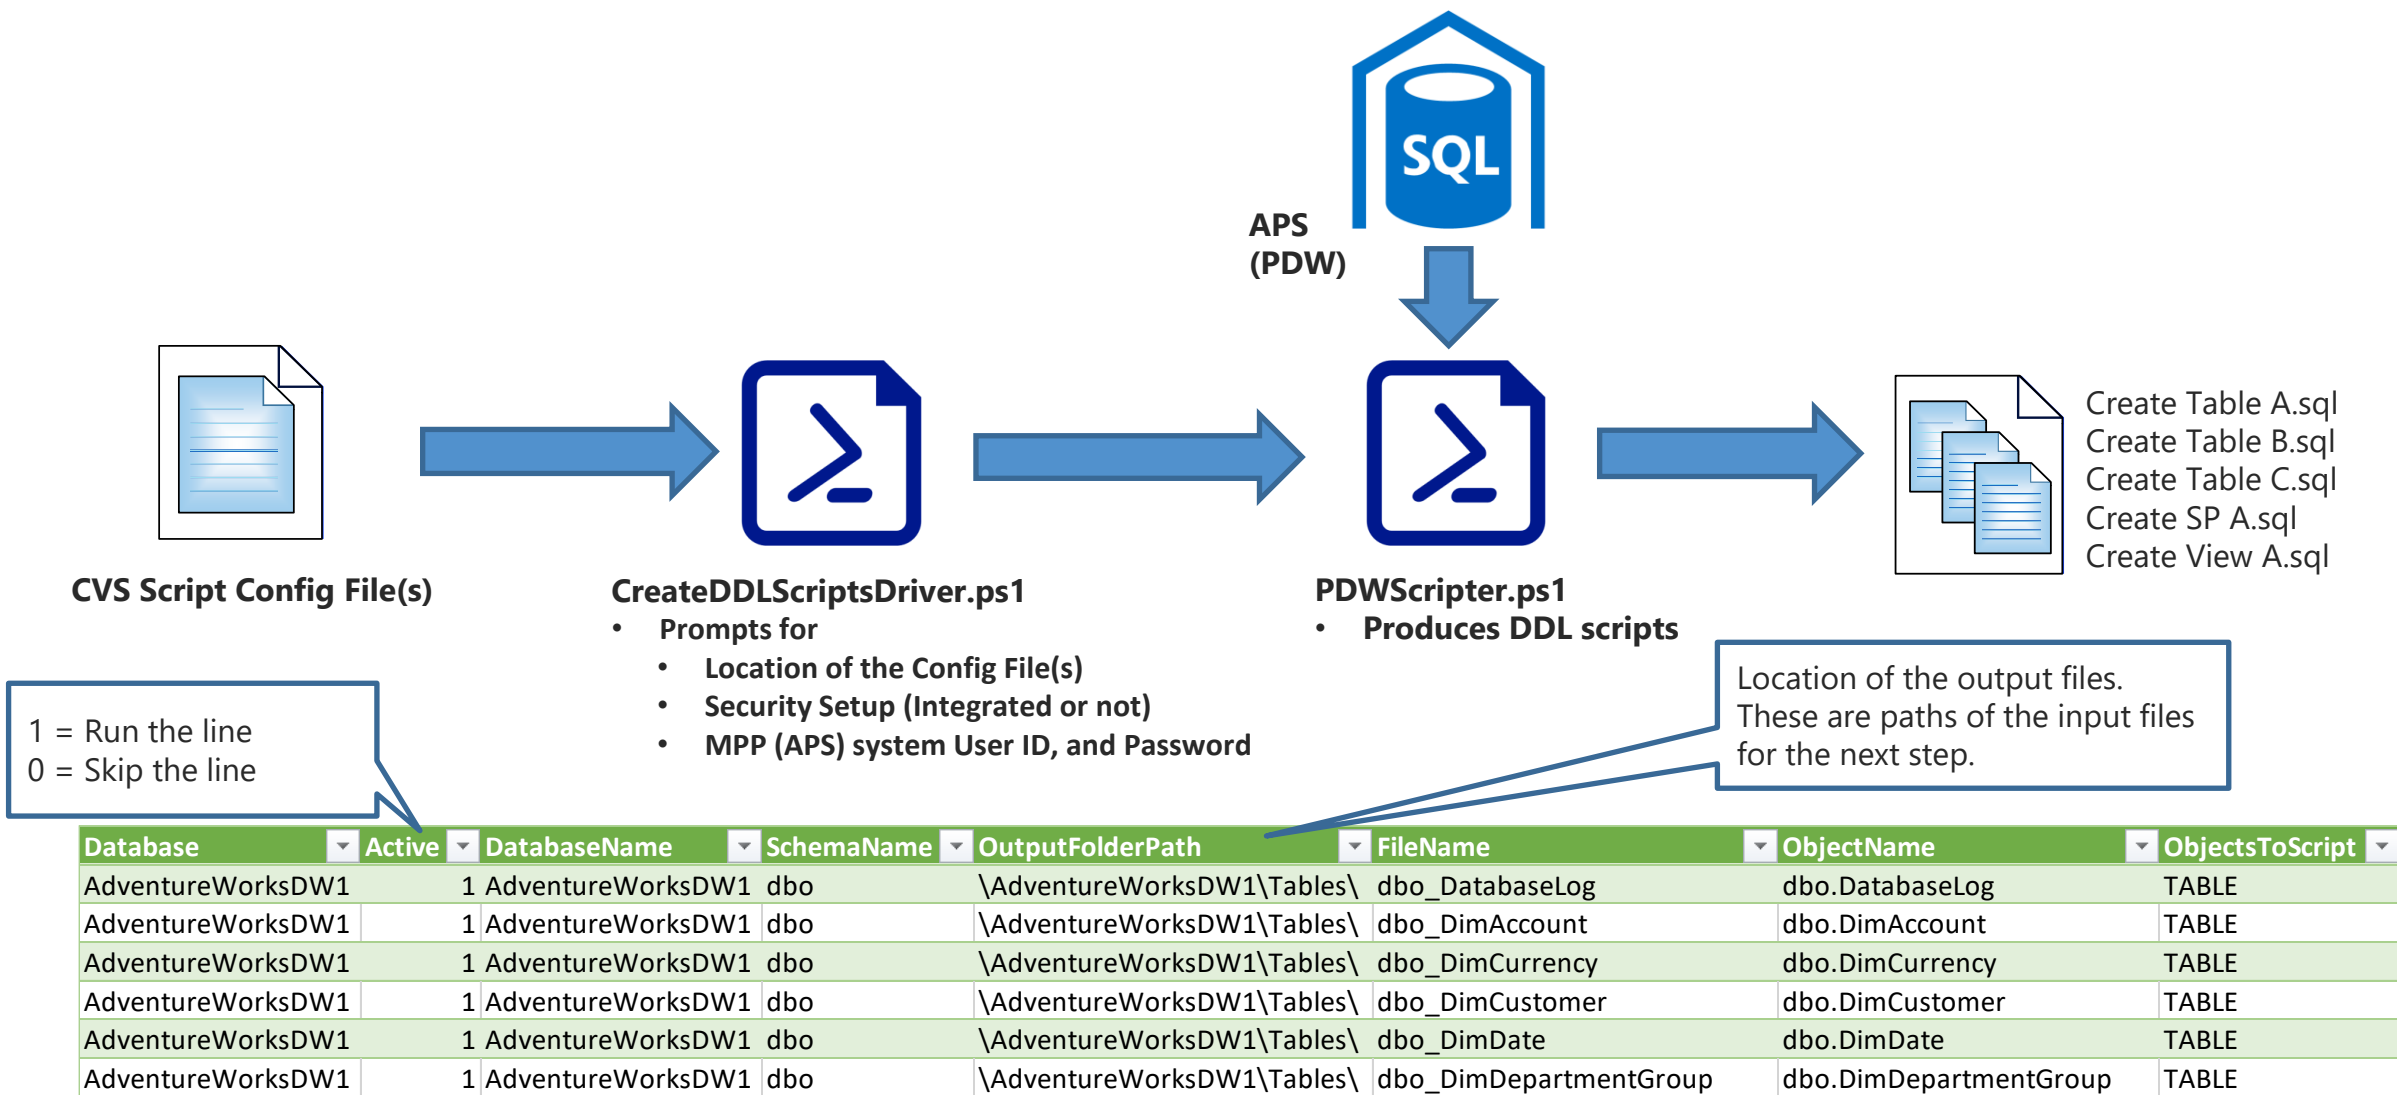 SQL
APS
(PDW)
Create Table A.sql
Create Table B.sql
Create Table C.sql
Create SP A.sql
Create View A.sql
CVS Script Config File(s)
CreateDDLScriptsDriver.ps1
• Prompts for
• Location of the Config File(s)
• Security Setup (Integrated or not)
• MPP (APS) system User ID, and Password
PDWScripter.ps1
• Produces DDL scripts
1 = Run the line
0 = Skip the line
Location of the output files.
These are paths of the input files
for the next step.
Database Active DatabaseName SchemaName OutputFolderPath FileName ObjectName ObjectsToScript
AdventureWorksDW1 1 AdventureWorksDW1 dbo \AdventureWorksDW1\Tables\ dbo_DatabaseLog dbo.DatabaseLog TABLE
AdventureWorksDW1 1 AdventureWorksDW1 dbo \AdventureWorksDW1\Tables\ dbo_DimAccount dbo.DimAccount TABLE
AdventureWorksDW1 1 AdventureWorksDW1 dbo \AdventureWorksDW1\Tables\ dbo_DimCurrency dbo.DimCurrency TABLE
AdventureWorksDW1 1 AdventureWorksDW1 dbo \AdventureWorksDW1\Tables\ dbo_DimCustomer dbo.DimCustomer TABLE
AdventureWorksDW1 1 AdventureWorksDW1 dbo \AdventureWorksDW1\Tables\ dbo_DimDate dbo.DimDate TABLE
AdventureWorksDW1 1 AdventureWorksDW1 dbo \AdventureWorksDW1\Tables\ dbo_DimDepartmentGroup dbo.DimDepartmentGroup TABLE